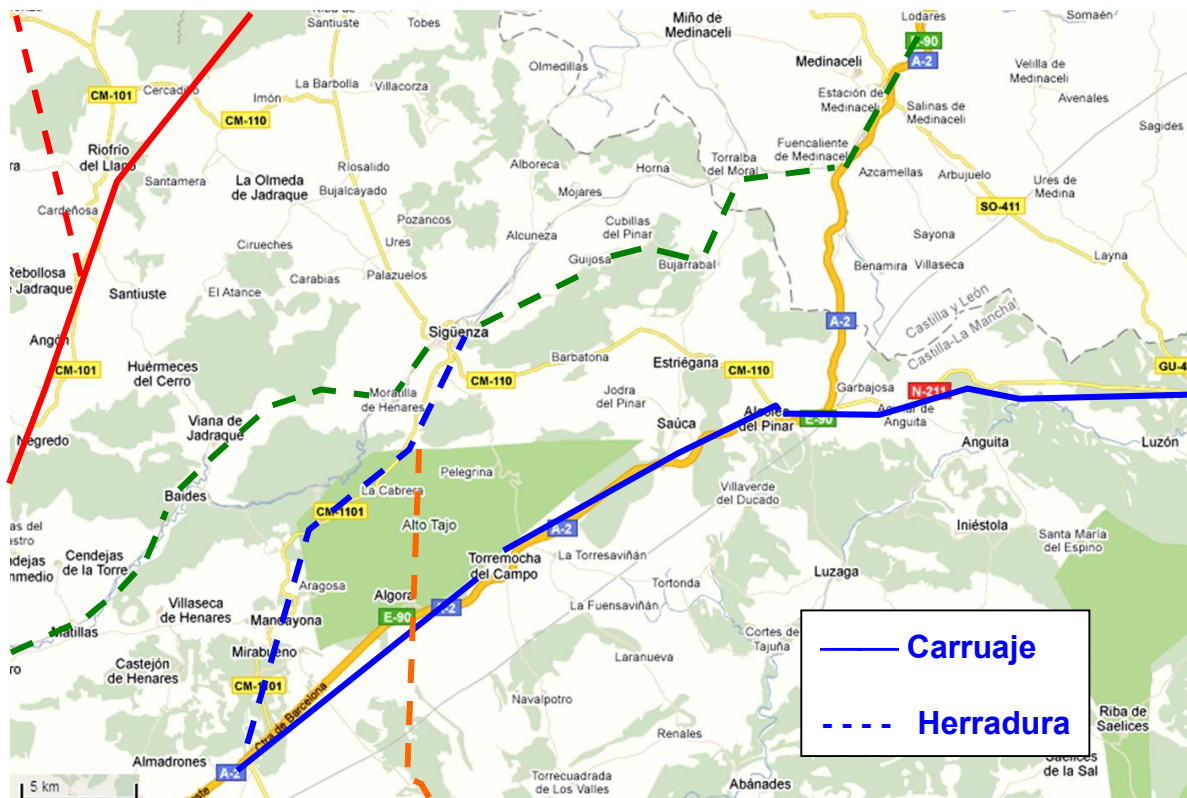 Riba de
Santiuste
Tobes
Miño de
Medinaceli
Lodares
Somaén
E-90
A-2
Olmedillas
Medinaceli
Velilla de
Medinaceli
Cercadillo
CM-101
La Barbolla
Villacorza
Imón
Estación de
Medinaceli
Avenales
CM-110
Salinas de
Medinaceli
Sagides
Riofrío
del Llano
Riosalido
Alboreca
Horna
Torralba
del Moral
Fuencaliente
de Medinaceli
Santamera
La Olmeda
de Jadraque
Bujalcayado
Mojares
Azcamellas
Arbujuelo
Ures de
Medina
Cardeñosa
Pozancos
Cubillas
del Pinar
SO-411
Cirueches
Ures
Alcuneza
Sayona
Rebollosa
de Jadraque
Carabias
Palazuelos
Guijosa
Bujarrabal
Benamira
Villaseca
Layna
Santiuste
El Atance
Castilla y León
Castilla-La Mancha
Angón
Sigüenza
A-2
CM-101
Huérmeces
del Cerro
Barbatona
Estriégana
CM-110
GU-4
CM-110
Moratilla
de Henares
Jodra
del Pinar
Garbajosa
N-211
Alcolea
del Pinar
E-90
Aguilar de
Anguita
Negredo
Viana de
Jadraque
Saúca
Anguita
Luzón
Pelegrina
Villaverde
del Ducado
Baides
La Cabrera
CM-1101
Alto Tajo
A-2
Iniéstola
Santa María
del Espino
Cendejas
de la Torre
Torremocha
del Campo
La Torresaviñán
Luzaga
Aragosa
Algora
Tortonda
Villaseca
de Henares
Mandayona
E-90
A-2
La Fuensaviñán
Matillas
Mirabueno
Cortes de
Tajuña
Carruaje
Castejón
de Henares
CM-1101
Laranueva
Ctra de Barcelona
Navalpotro
Herradura
Riba de
Saelices
Renales
Almadrones
A-2
Saelices
de la Sal
5 km
Torrecuadrada
de Los Valles
Abánades